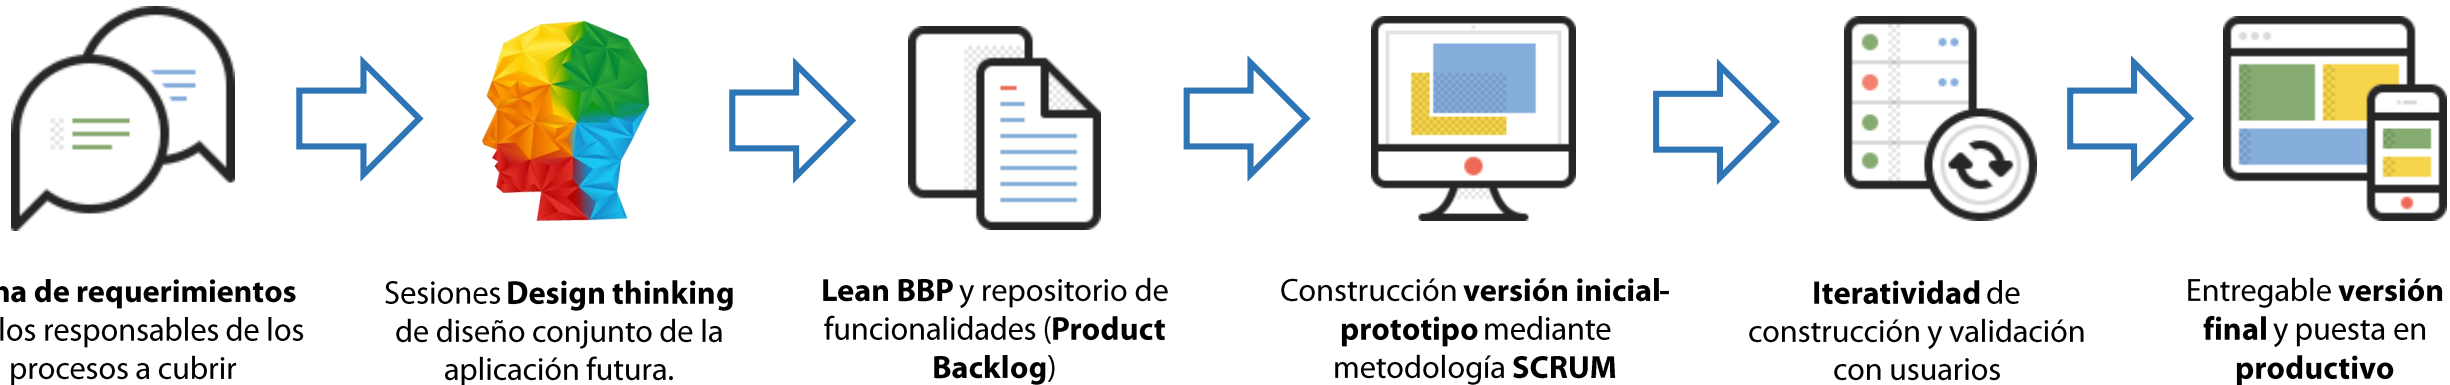 na de requerimientos
los responsables de los
procesos a cubrir
Sesiones Design thinking
de diseño conjunto de la
aplicación futura.
Lean BBP y repositorio de
funcionalidades (Product
Backlog)
Construcción versión inicial-
prototipo mediante
metodología SCRUM
Iteratividad de
construcción y validación
con usuarios
Entregable versión
final y puesta en
productivo